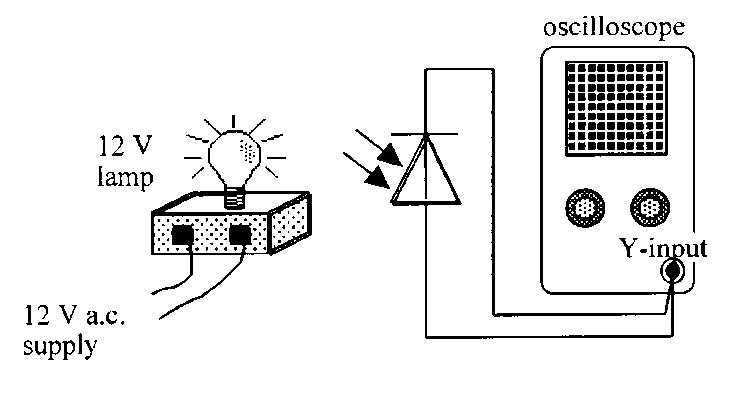 oscilloscope
12 V
lamp
Y-input
12 V a.c.
supply